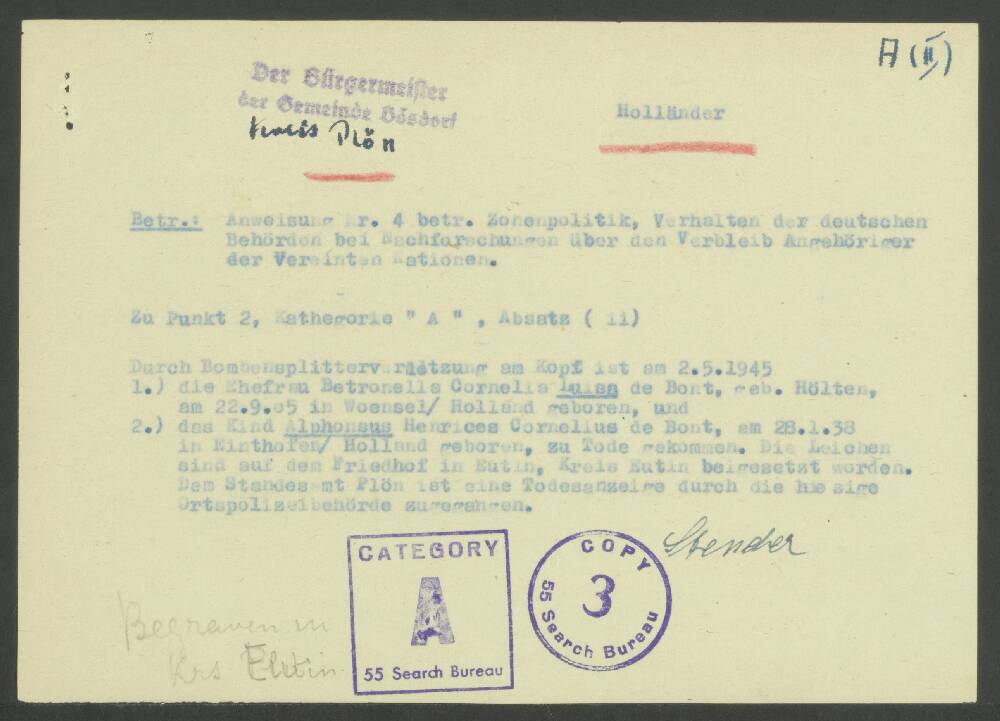 A (II)
Der Bürgermeister
der Gemeinde Bösdorf
Kreis Plön
Holländer
Betr.: Anweisung Nr. 4 betr. Zonenpolitik, Verhalten der deutschen
Behörden bei Nachforschungen über den Verbleib Angehöriger
der Vereinten Nationen.
Zu Punkt 2, Kathegorie " A " , Absatz ( ii)
Durch Bombensplitterverletzung am Kopf ist am 2.5.1945
1.) die Ehefrau Betronella Cornelia Luisa de Bont, geb. Hölten,
am 22.9.05 in Woensel/ Holland geboren, und
2.) das Kind Alphonsus Henrices Cornelius de Bont, am 28.1.38
in Einthofen/ Holland geboren, zu Tode gekommen. Die Leichen
sind auf dem Friedhof in Eutin, Kreis Eutin beigesetzt worden.
Dem Standesamt Plön ist eine Todesanzeige durch die hiesige
Ortspolizeibehörde zugegangen.
Stender
CATEGORY
A
55 Search Bureau
COPY
3
55 Search Bureau
Begraven in
Krs Eutin